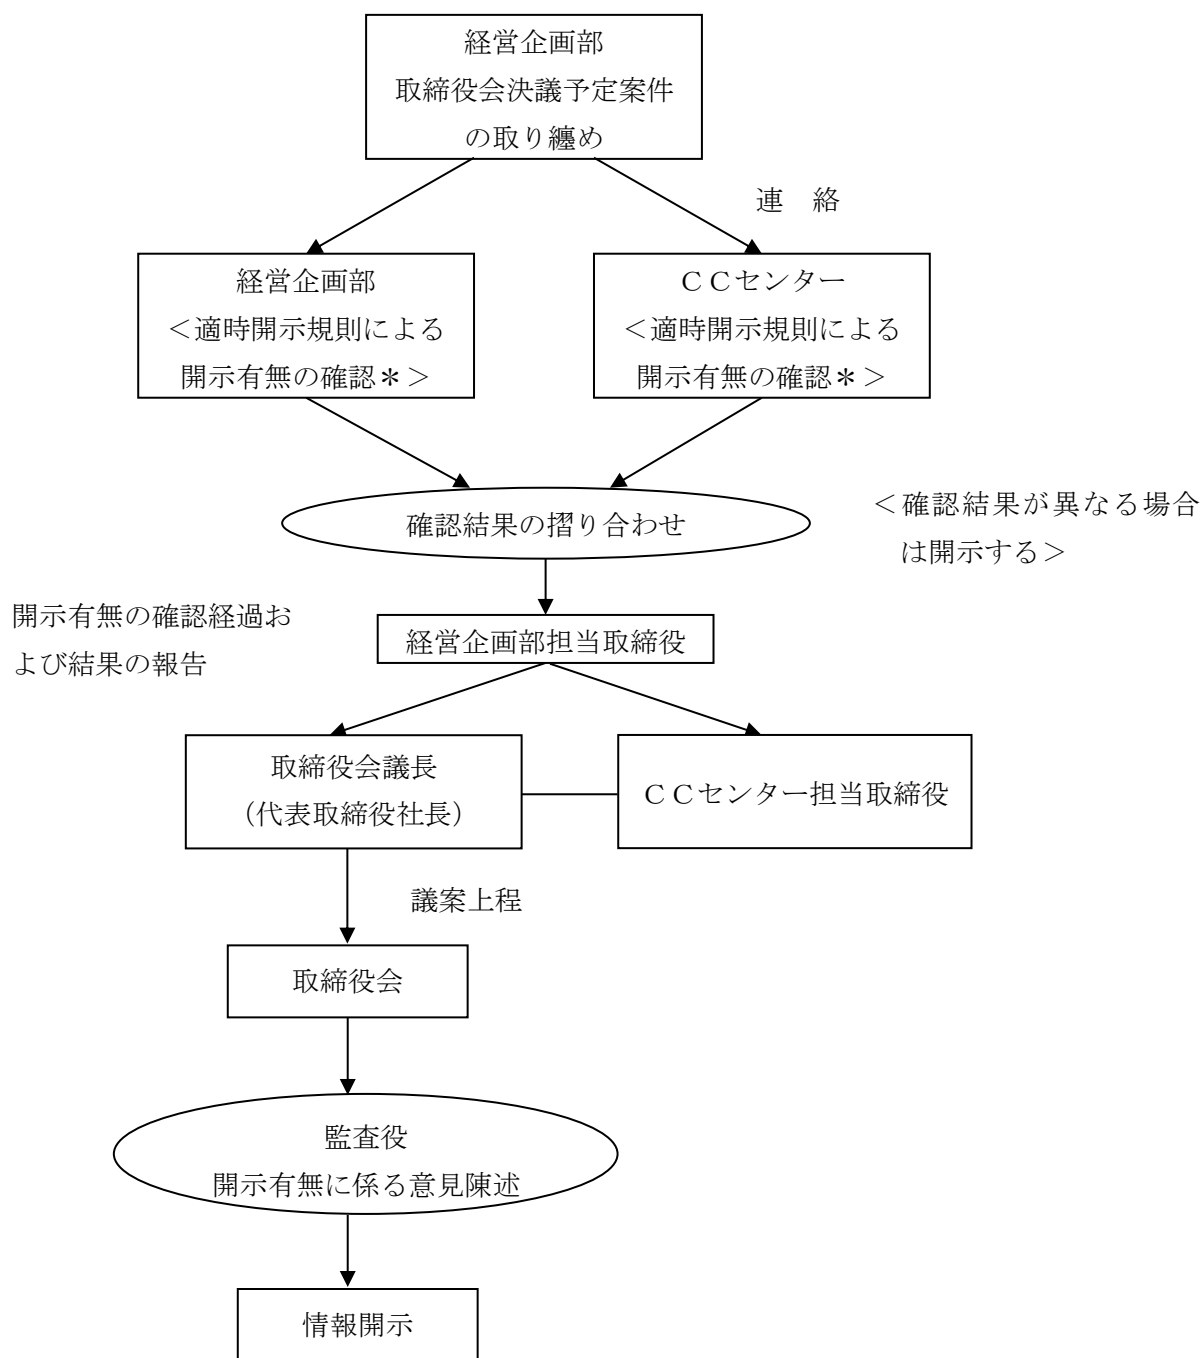 経営企画部
取締役会決議予定案件
の取り纏め
連　絡
経営企画部
＜適時開示規則による
開示有無の確認＊＞
ＣＣセンター
＜適時開示規則による
開示有無の確認＊＞
確認結果の摺り合わせ
＜確認結果が異なる場合
は開示する＞
開示有無の確認経過お
よび結果の報告
経営企画部担当取締役
取締役会議長
（代表取締役社長）
ＣＣセンター担当取締役
議案上程
取締役会
監査役
開示有無に係る意見陳述
情報開示